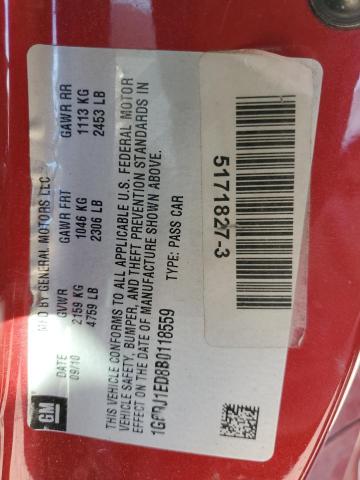 GM
MFD BY GENERAL MOTORS LLC
DATE GVWR GAWR FRT GAWR RR
09/10 2159 KG 1046 KG 1113 KG
4759 LB 2306 LB 2453 LB
THIS VEHICLE CONFORMS TO ALL APPLICABLE U.S. FEDERAL MOTOR
VEHICLE SAFETY, BUMPER, AND THEFT PREVENTION STANDARDS IN
EFFECT ON THE DATE OF MANUFACTURE SHOWN ABOVE.
1G6DJ1ED8B0118559 TYPE: PASS CAR
5171827-3